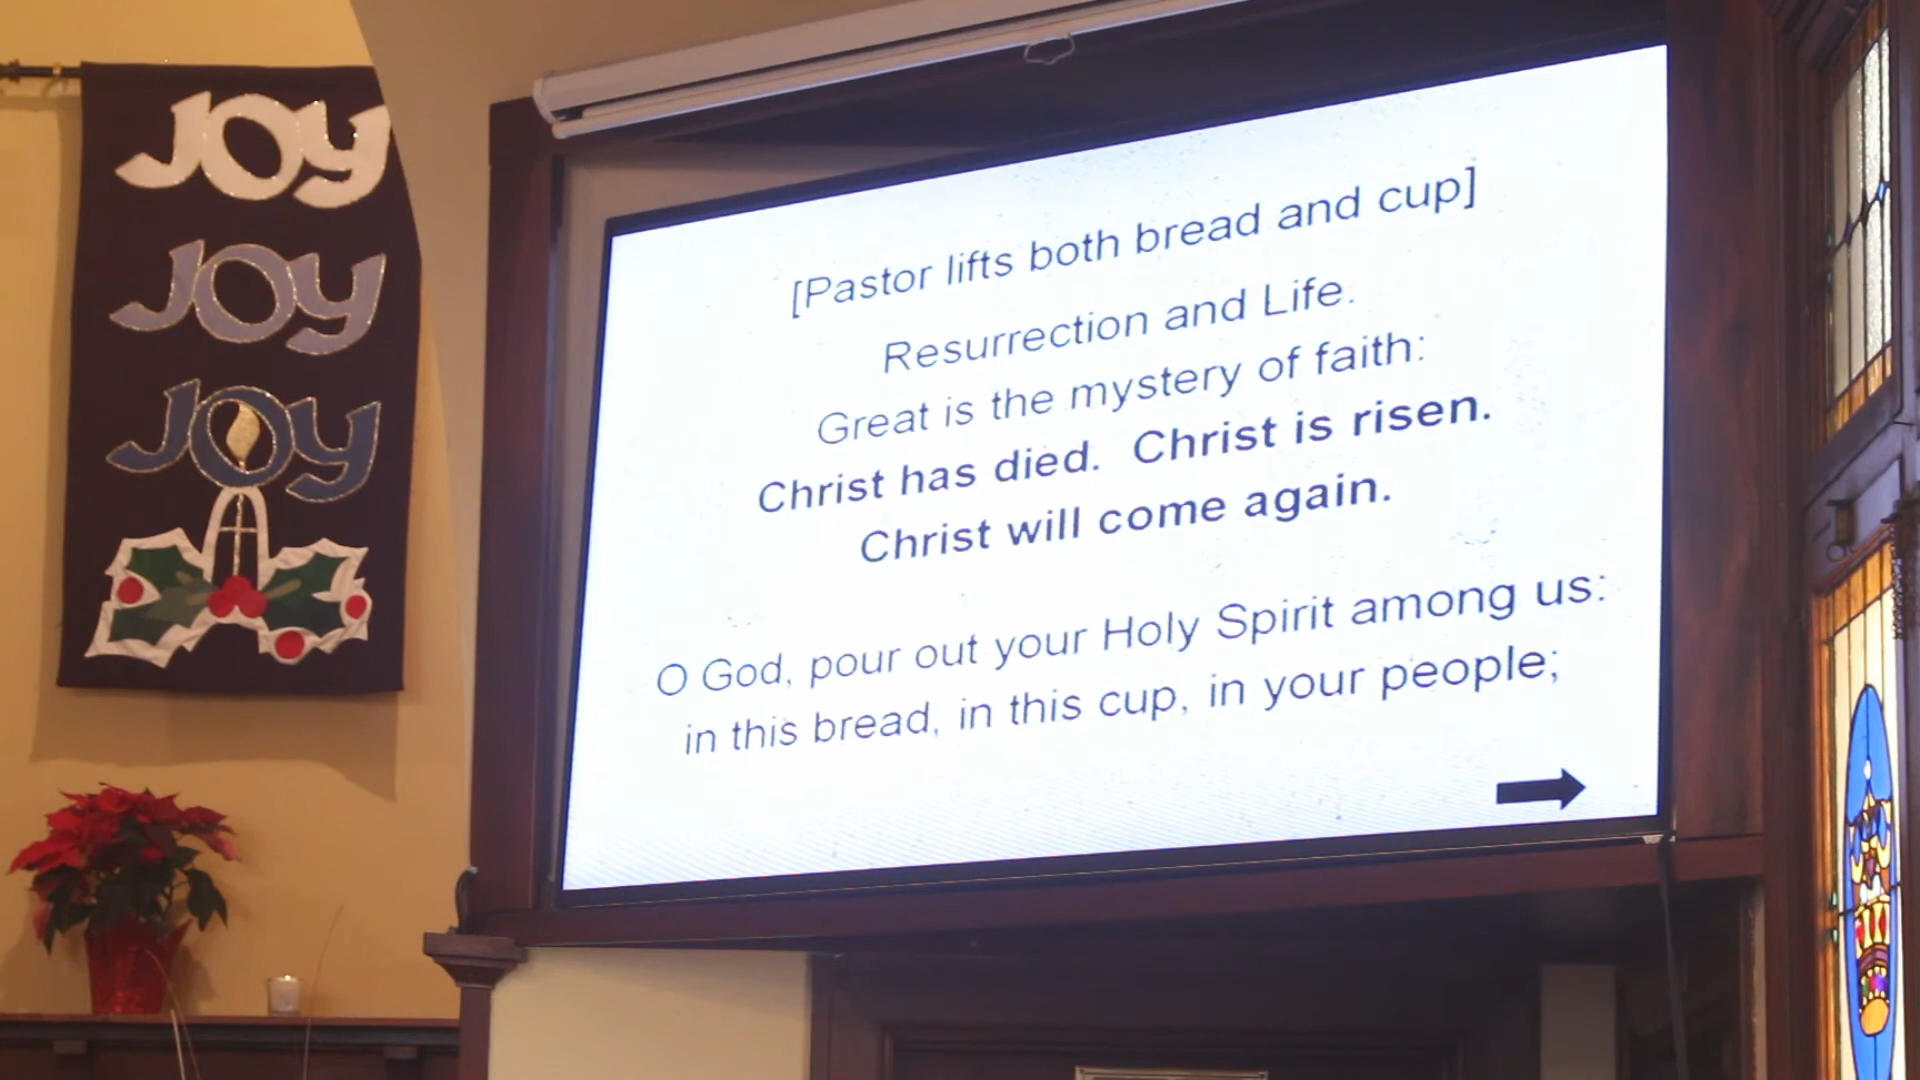 JOY
JOY
JOY
[Pastor lifts both bread and cup]
Resurrection and Life.
Great is the mystery of faith:
Christ has died. Christ is risen.
Christ will come again.
O God, pour out your Holy Spirit among us:
in this bread, in this cup, in your people;